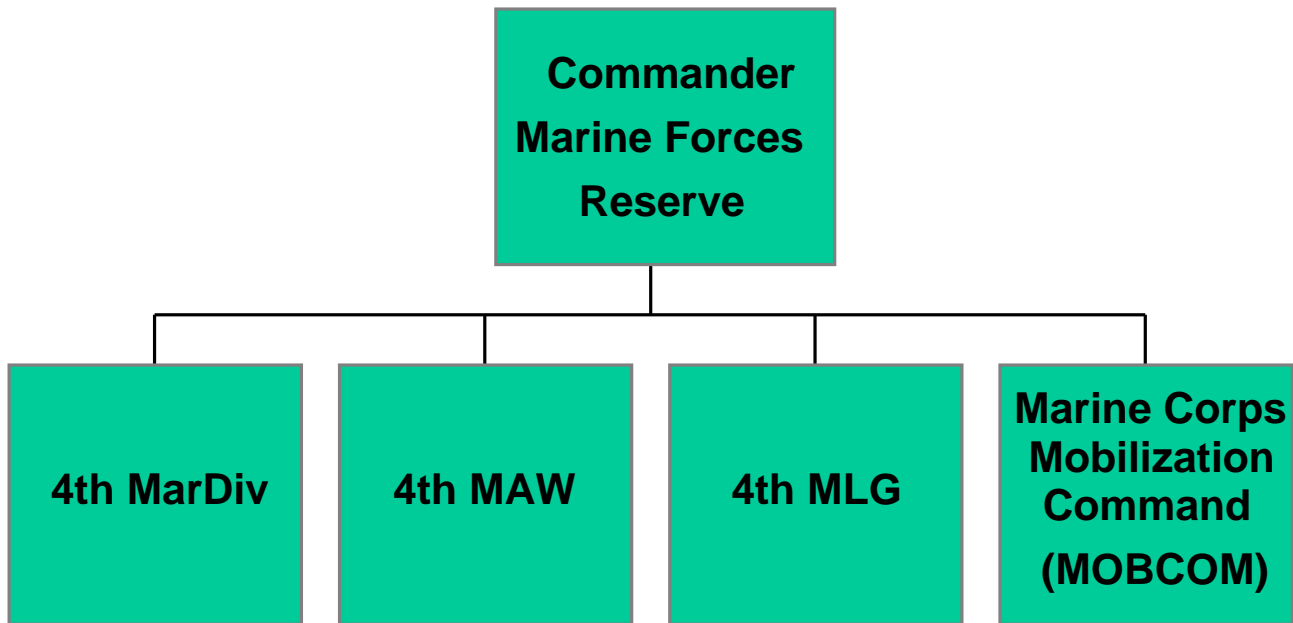 Commander
Marine Forces
Reserve
4th MarDiv
4th MAW
4th MLG
Marine Corps
Mobilization
Command
(MOBCOM)